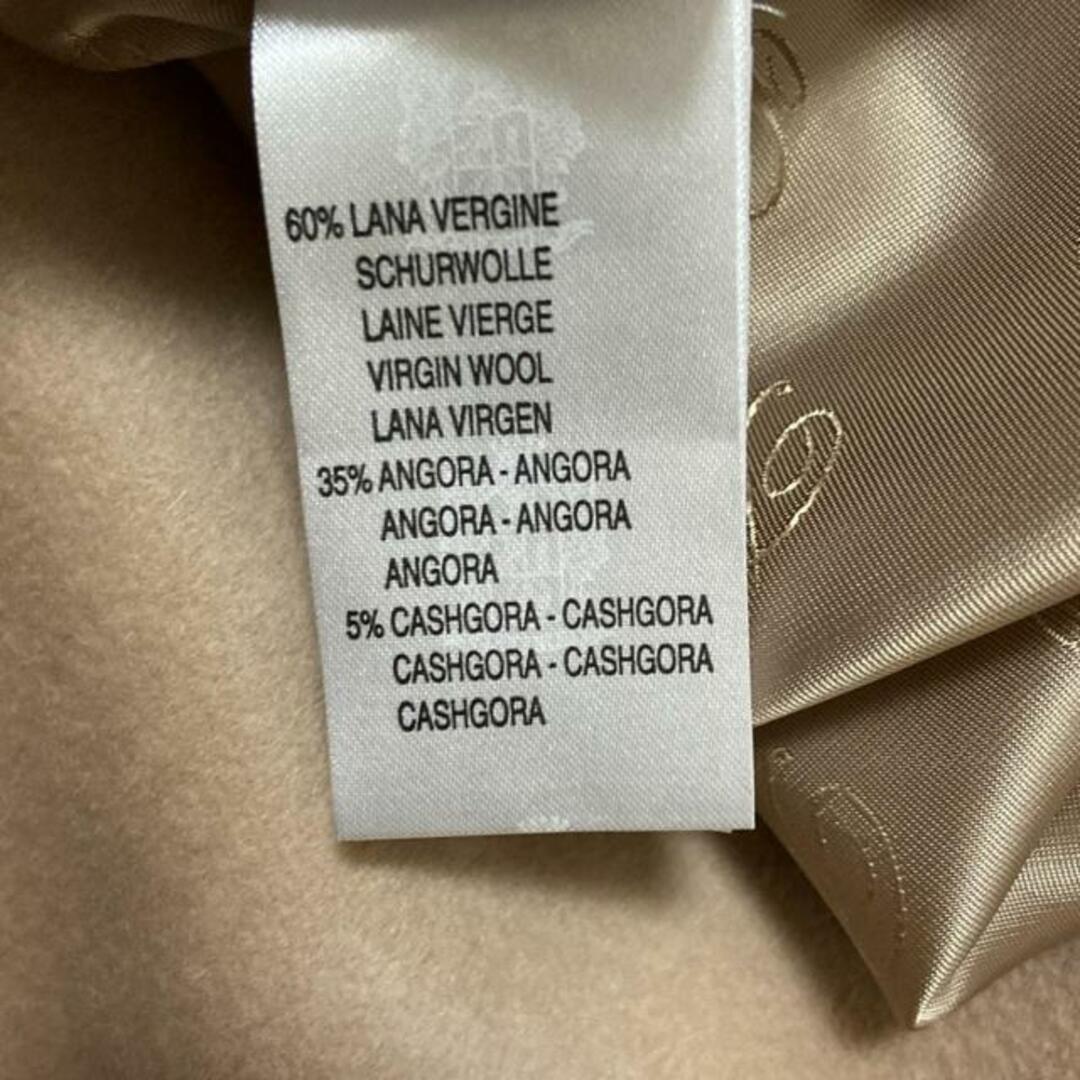 60% LANA VERGINE
SCHURWOLLE
LAINE VIERGE
VIRGIN WOOL
LANA VIRGEN
35% ANGORA - ANGORA
ANGORA - ANGORA
ANGORA
5% CASHGORA - CASHGORA
CASHGORA - CASHGORA
CASHGORA